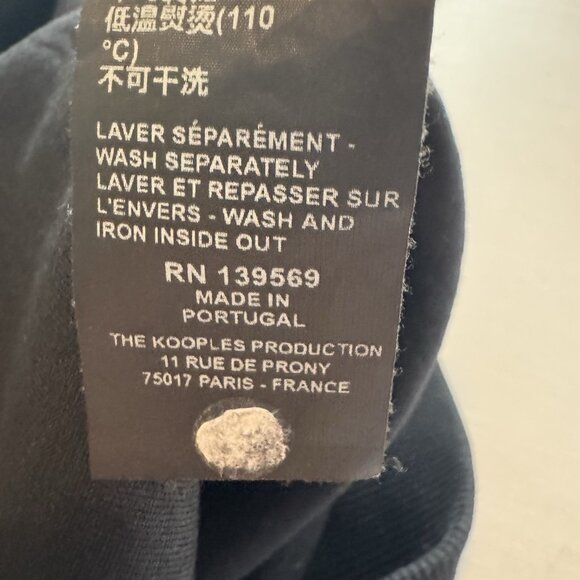 低温熨烫(110
°C)
不可干洗
LAVER SÉPARÉMENT -
WASH SEPARATELY
LAVER ET REPASSER SUR
L'ENVERS - WASH AND
IRON INSIDE OUT
RN 139569
MADE IN
PORTUGAL
THE KOOPLES PRODUCTION
11 RUE DE PRONY
75017 PARIS - FRANCE